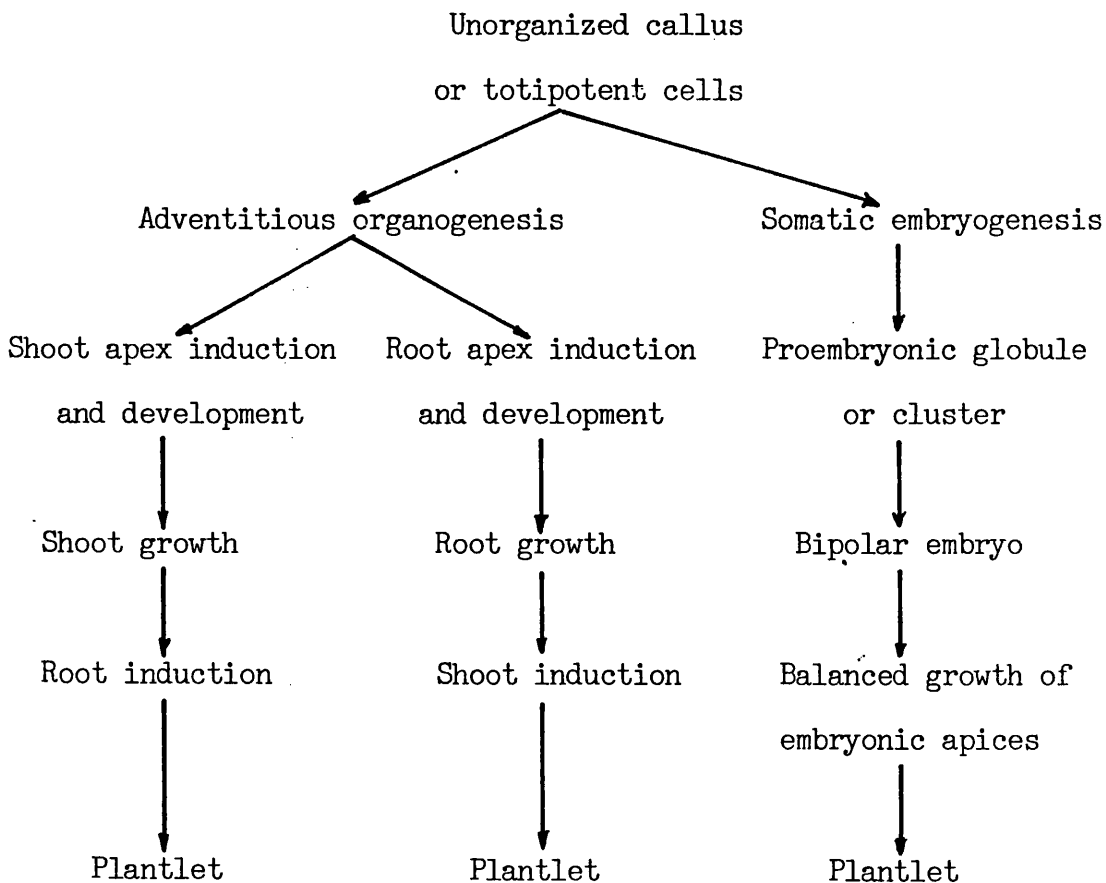 Unorganized callus
or totipotent cells
Adventitious organogenesis
Somatic embryogenesis
Shoot apex induction
and development
Root apex induction
and development
Proembryonic globule
or cluster
Shoot growth
Root growth
Bipolar embryo
Root induction
Shoot induction
Balanced growth of
embryonic apices
Plantlet
Plantlet
Plantlet